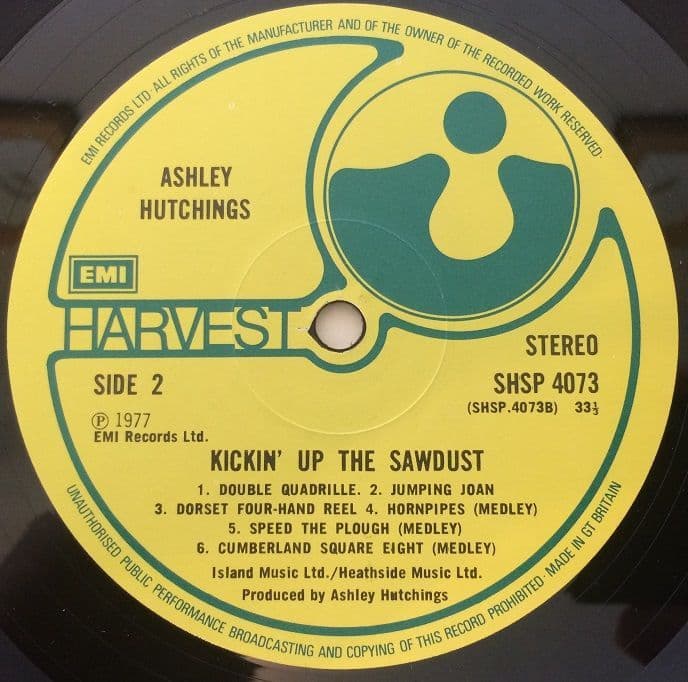 EMI RECORDS LTD·ALL RIGHTS OF THE MANUFACTURER AND OF THE OWNER OF THE RECORDED WORK RESERVED·
ASHLEY
HUTCHINGS
EMI
HARVEST
STEREO
SIDE 2
SHSP 4073
(SHSP.4073B) 33⅓
Ⓟ 1977
EMI Records Ltd.
KICKIN' UP THE SAWDUST
1. DOUBLE QUADRILLE. 2. JUMPING JOAN
3. DORSET FOUR-HAND REEL 4. HORNPIPES (MEDLEY)
5. SPEED THE PLOUGH (MEDLEY)
6. CUMBERLAND SQUARE EIGHT (MEDLEY)
Island Music Ltd./Heathside Music Ltd.
Produced by Ashley Hutchings
UNAUTHORISED PUBLIC PERFORMANCE BROADCASTING AND COPYING OF THIS RECORD PROHIBITED·MADE IN GT BRITAIN